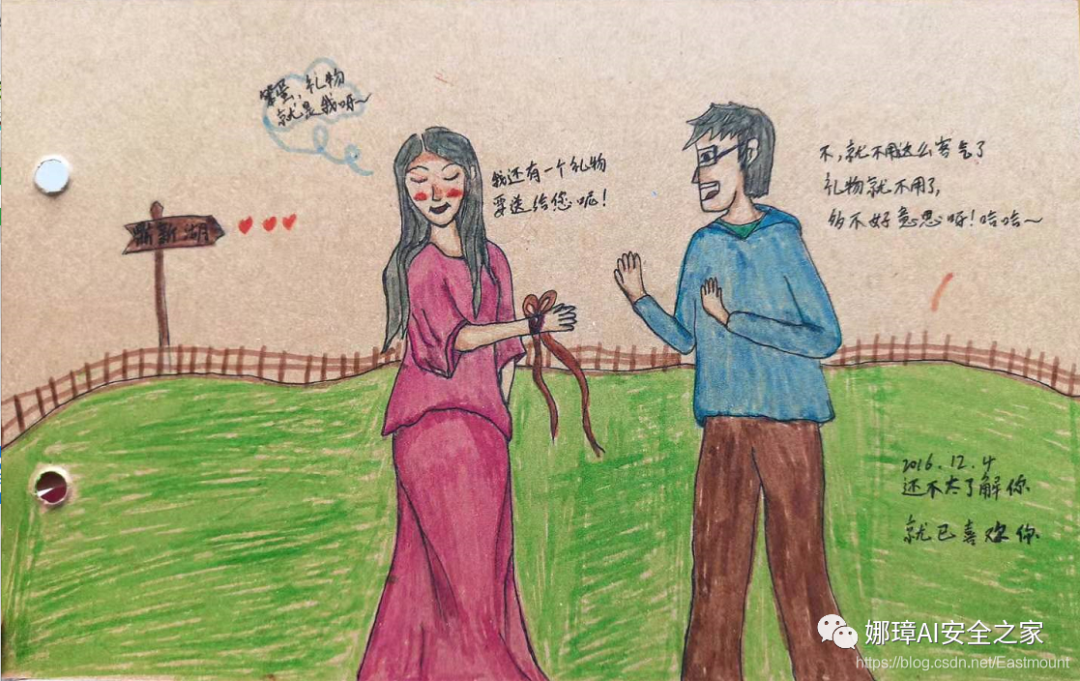 笨蛋，礼物
就是我呀~
我还有一个礼物
要送给您呢！
不，就不用这么客气了
礼物就不用了，
多不好意思呀！哈哈~
鼎新湖
2016.12.4
还不太了解你
就已喜欢你
娜璋AI安全之家
https://blog.csdn.net/Eastmount